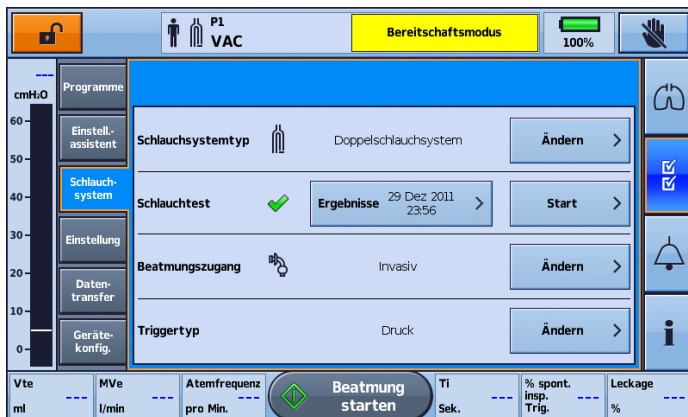 P1
VAC
Bereitschaftsmodus
100%
---
cmH₂O
60
50
40
30
20
10
0
Programme
Einstell.-
assistent
Schlauch-
system
Einstellung
Daten-
transfer
Geräte-
konfig.
Schlauchsystemtyp
Doppelschlauchsystem
Ändern
Schlauchtest
Ergebnisse
29 Dez 2011
23:56
Start
Beatmungszugang
Invasiv
Ändern
Triggertyp
Druck
Ändern
Vte
---
ml
MVe
---
l/min
Atemfrequenz
---
pro Min.
Beatmung
starten
Ti
---
Sek.
% spont.
insp.
Trig.
---
Leckage
---
%